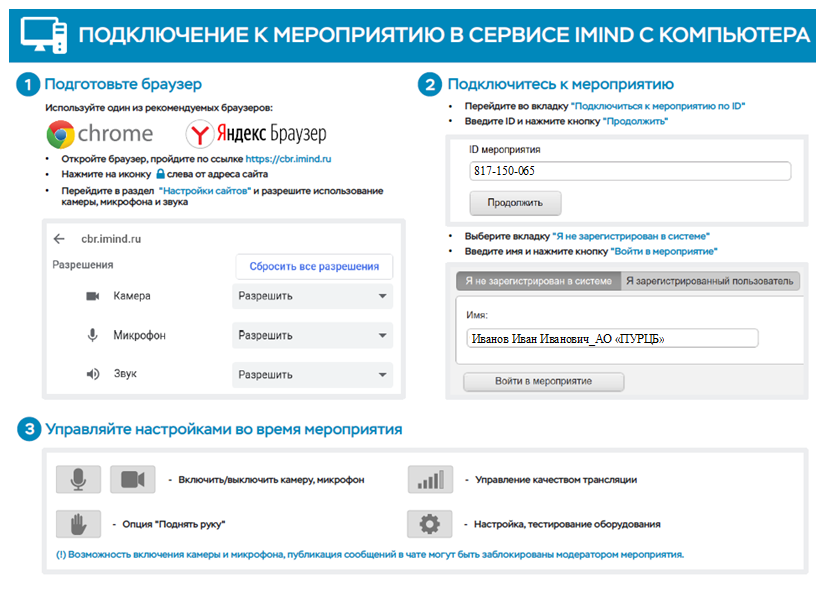 ПОДКЛЮЧЕНИЕ К МЕРОПРИЯТИЮ В СЕРВИСЕ IMIND С КОМПЬЮТЕРА
1 Подготовьте браузер
Используйте один из рекомендуемых браузеров:
chrome
Яндекс Браузер
• Откройте браузер, пройдите по ссылке https://cbr.imind.ru
• Нажмите на иконку слева от адреса сайта
• Перейдите в раздел "Настройки сайтов" и разрешите использование
камеры, микрофона и звука
← cbr.imind.ru
Разрешения
Сбросить все разрешения
Камера Разрешить
Микрофон Разрешить
Звук Разрешить
2 Подключитесь к мероприятию
• Перейдите во вкладку "Подключиться к мероприятию по ID"
• Введите ID и нажмите кнопку "Продолжить"
ID мероприятия
817-150-065
Продолжить
• Выберите вкладку "Я не зарегистрирован в системе"
• Введите имя и нажмите кнопку "Войти в мероприятие"
Я не зарегистрирован в системе Я зарегистрированный пользователь
Имя:
Иванов Иван Иванович_АО «ПУРЦБ»
Войти в мероприятие
3 Управляйте настройками во время мероприятия
- Включить/выключить камеру, микрофон
- Управление качеством трансляции
- Опция "Поднять руку"
- Настройка, тестирование оборудования
(!) Возможность включения камеры и микрофона, публикация сообщений в чате могут быть заблокированы модератором мероприятия.